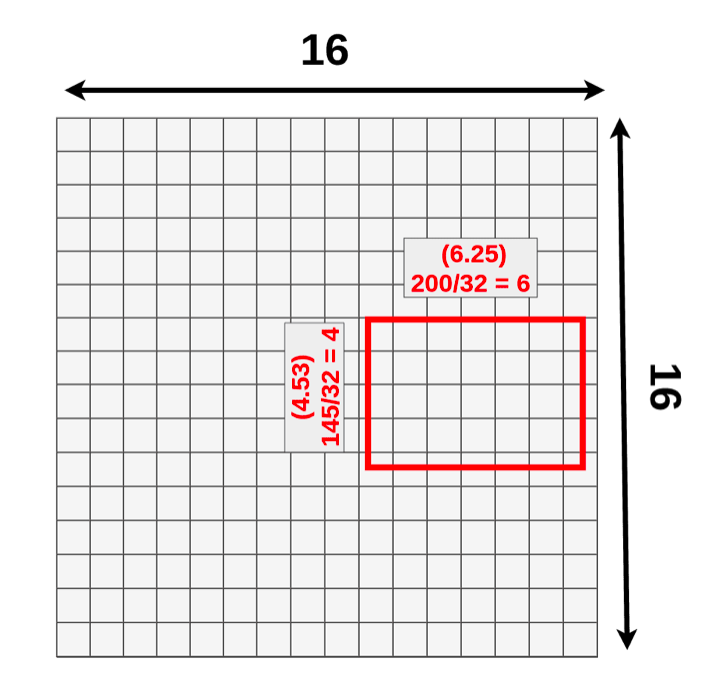 16
(6.25)
200/32 = 6
(4.53)
145/32 = 4
16